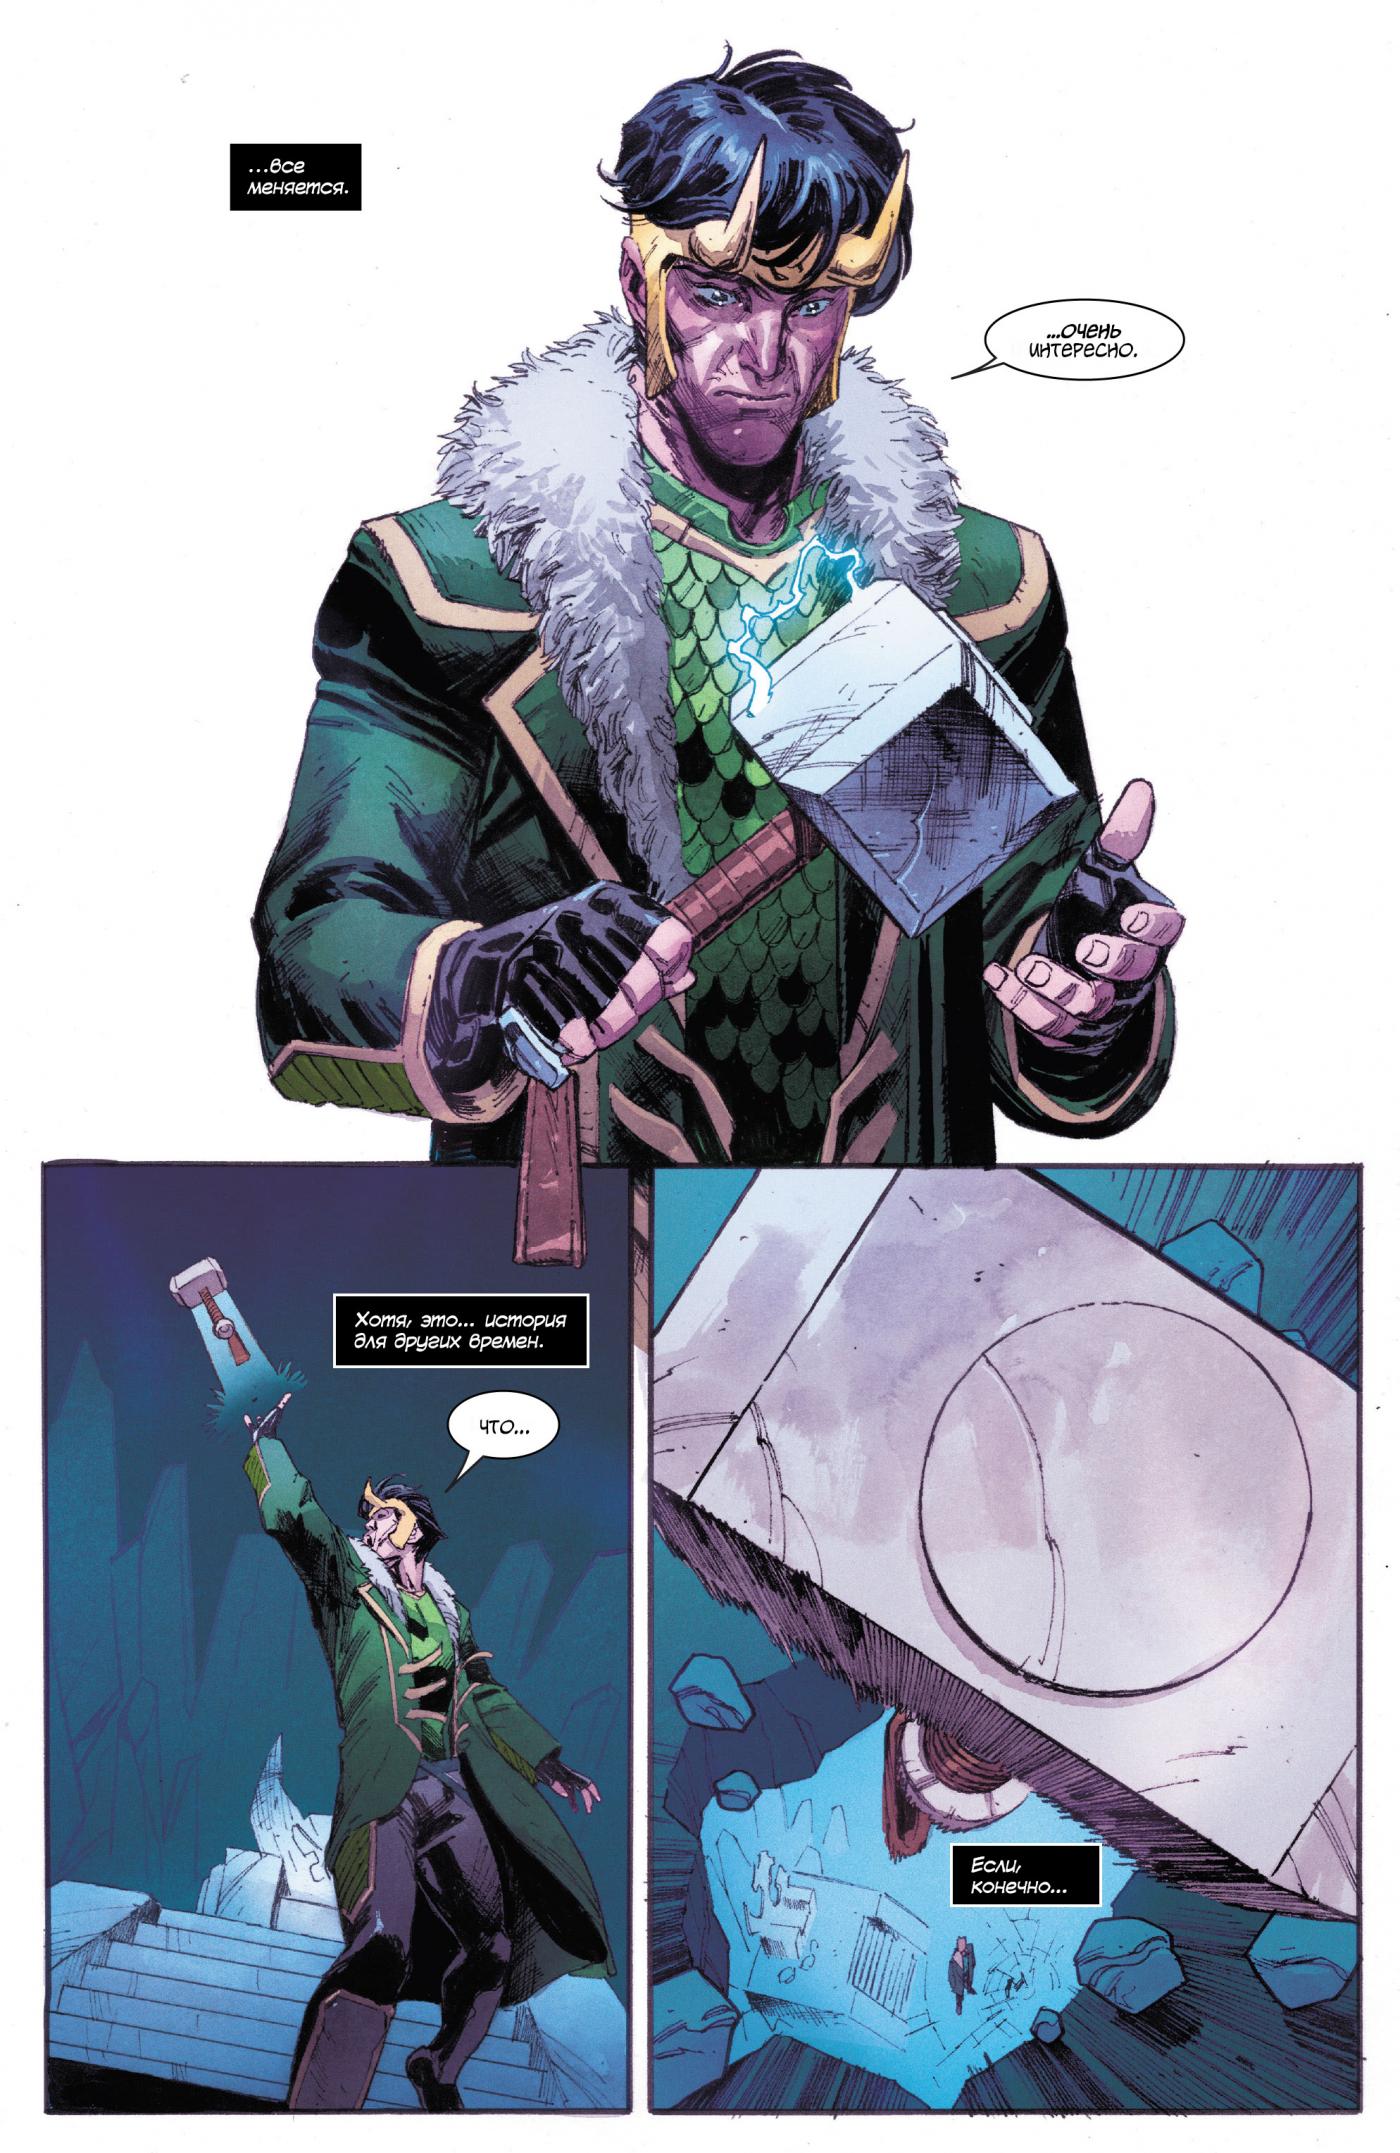 ...все
меняется.
...очень
интересно.
Хотя, это... история
для других времен.
что...
Если,
конечно...